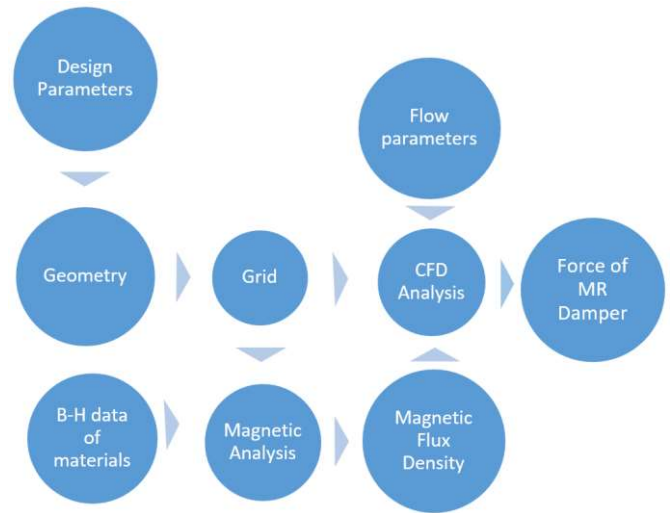 Design
Parameters
Flow
parameters
Geometry
Grid
CFD
Analysis
Force of
MR
Damper
B-H data
of
materials
Magnetic
Analysis
Magnetic
Flux
Density